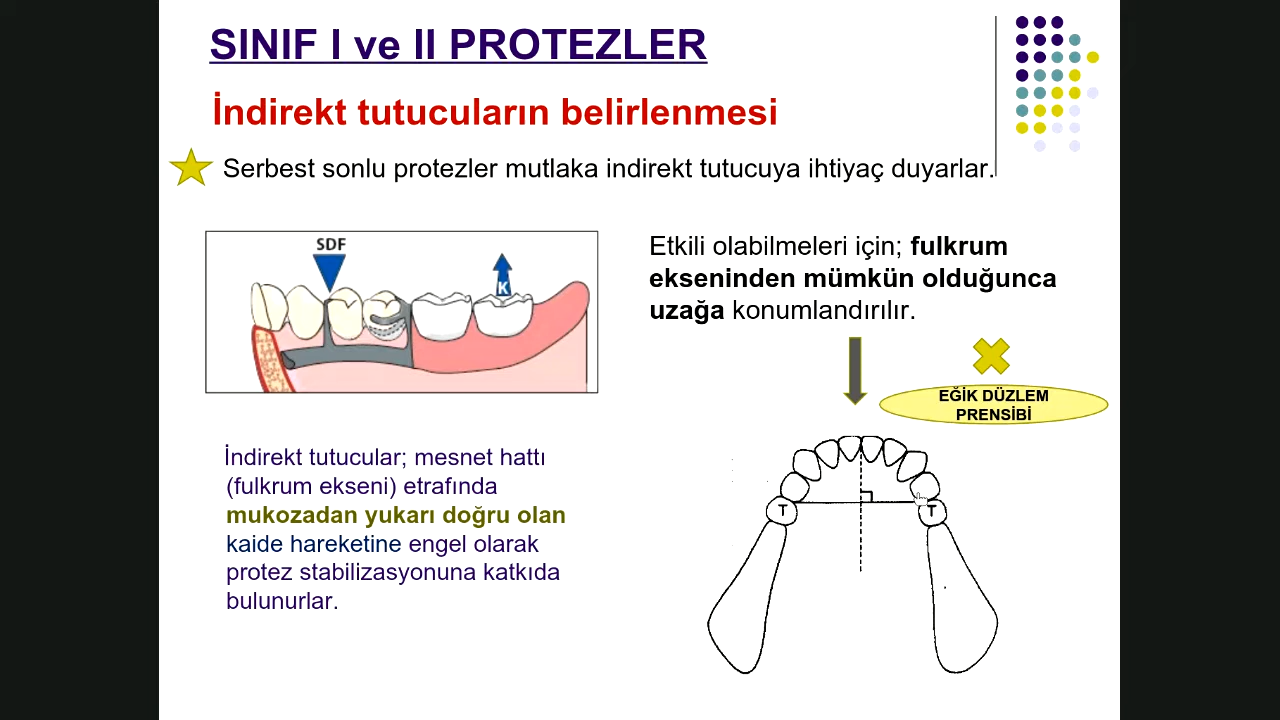 SINIF I ve II PROTEZLER
İndirekt tutucuların belirlenmesi
Serbest sonlu protezler mutlaka indirekt tutucuya ihtiyaç duyarlar.
SDF
K
Etkili olabilmeleri için; fulkrum
ekseninden mümkün olduğunca
uzağa konumlandırılır.
EĞİK DÜZLEM
PRENSİBİ
İndirekt tutucular; mesnet hattı
(fulkrum ekseni) etrafında
mukozadan yukarı doğru olan
kaide hareketine engel olarak
protez stabilizasyonuna katkıda
bulunurlar.
T
T